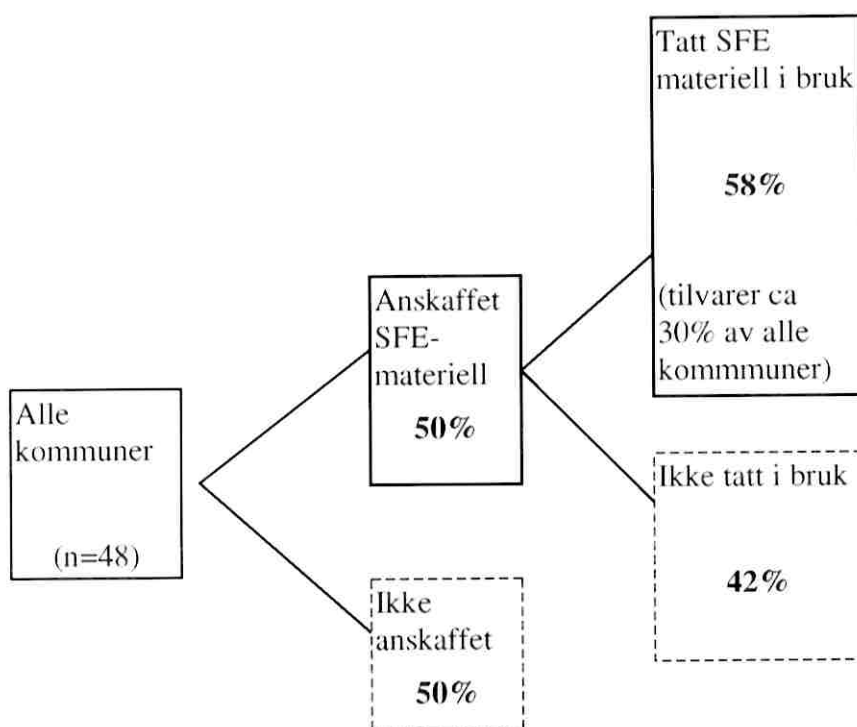 Alle
kommuner
(n=48)
Anskaffet
SFE-
materiell
50%
Ikke
anskaffet
50%
Tatt SFE
materiell i bruk
58%
(tilvarer ca
30% av alle
kommmuner)
Ikke tatt i bruk
42%